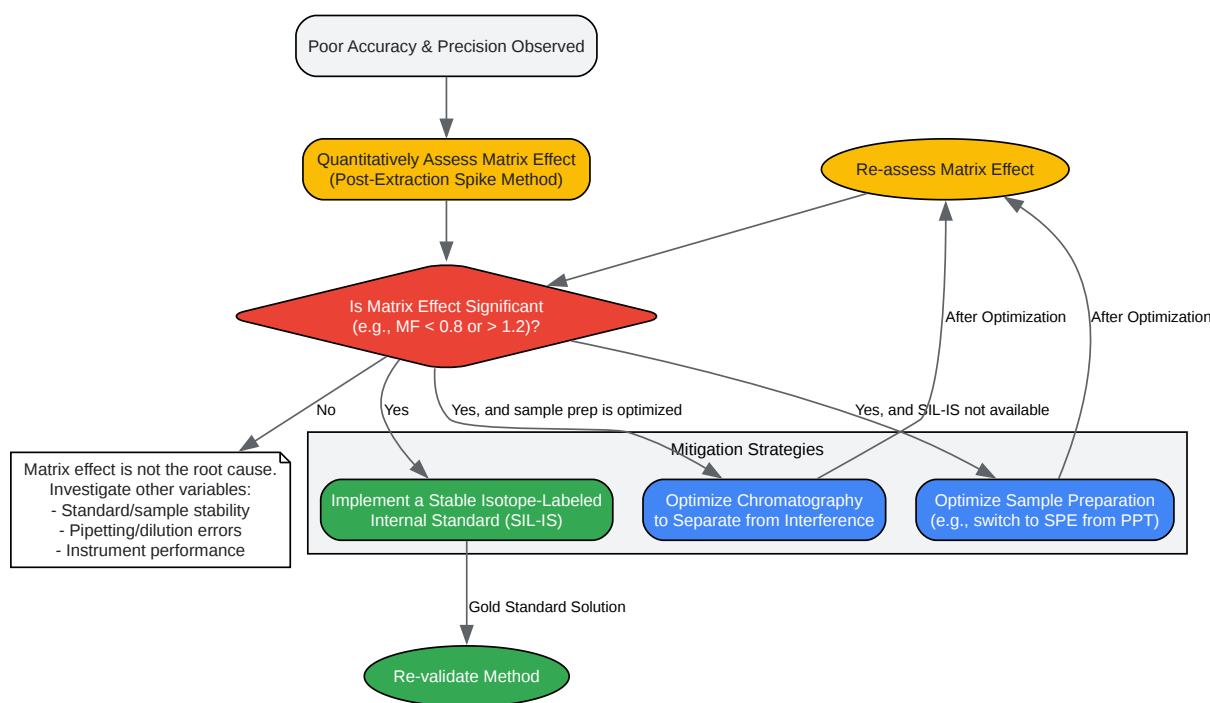 Poor Accuracy & Precision Observed
Quantitatively Assess Matrix Effect
(Post-Extraction Spike Method)
Re-assess Matrix Effect
Is Matrix Effect Significant
(e.g., MF < 0.8 or > 1.2)?
After Optimization
After Optimization
No
Yes
Yes, and sample prep is optimized
Yes, and SIL-IS not available
Matrix effect is not the root cause.
Investigate other variables:
- Standard/sample stability
- Pipetting/dilution errors
- Instrument performance
Mitigation Strategies
Implement a Stable Isotope-Labeled
Internal Standard (SIL-IS)
Optimize Chromatography
to Separate from Interference
Optimize Sample Preparation
(e.g., switch to SPE from PPT)
Gold Standard Solution
Re-validate Method